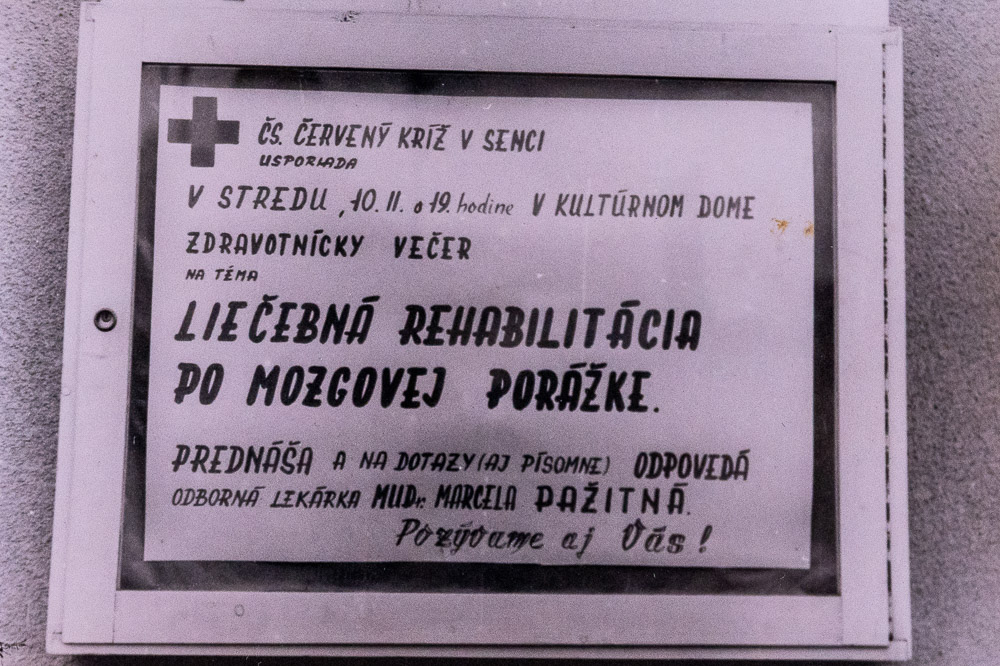 ČS. ČERVENÝ KRÍŽ V SENCI
USPORIADA
V STREDU, 10. II. o 19. hodine V KULTÚRNOM DOME
ZDRAVOTNÍCKY VEČER
NA TÉMA
LIEČEBNÁ REHABILITÁCIA
PO MOZGOVEJ PORÁŽKE.
PREDNÁŠA A NA DOTAZY (AJ PÍSOMNE) ODPOVEDÁ
ODBORNÁ LEKÁRKA MUDr. MARCELA PAŽITNÁ.
Pozývame aj Vás!